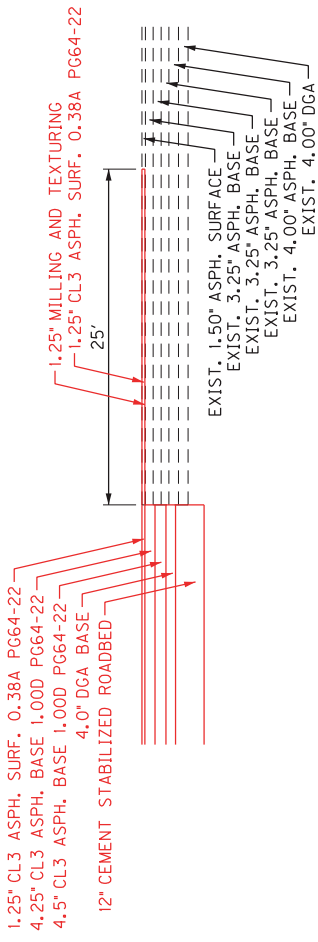 1.25" CL3 ASPH. SURF. 0.38A PG64-22
4.25" CL3 ASPH. BASE 1.00D PG64-22
4.5" CL3 ASPH. BASE 1.00D PG64-22
4.0" DGA BASE
12" CEMENT STABILIZED ROADBED
1.25" MILLING AND TEXTURING
1.25" CL3 ASPH. SURF. 0.38A PG64-22
25'
EXIST. 1.50" ASPH. SURFACE
EXIST. 3.25" ASPH. BASE
EXIST. 3.25" ASPH. BASE
EXIST. 3.25" ASPH. BASE
EXIST. 4.00" ASPH. BASE
EXIST. 4.00" DGA